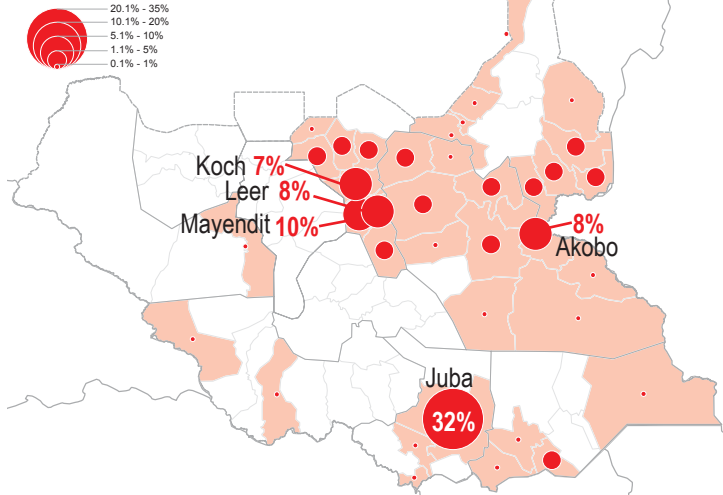 20.1% - 35%
10.1% - 20%
5.1% - 10%
1.1% - 5%
0.1% - 1%
Koch 7%
Leer 8%
Mayendit 10%
8%
Akobo
Juba
32%